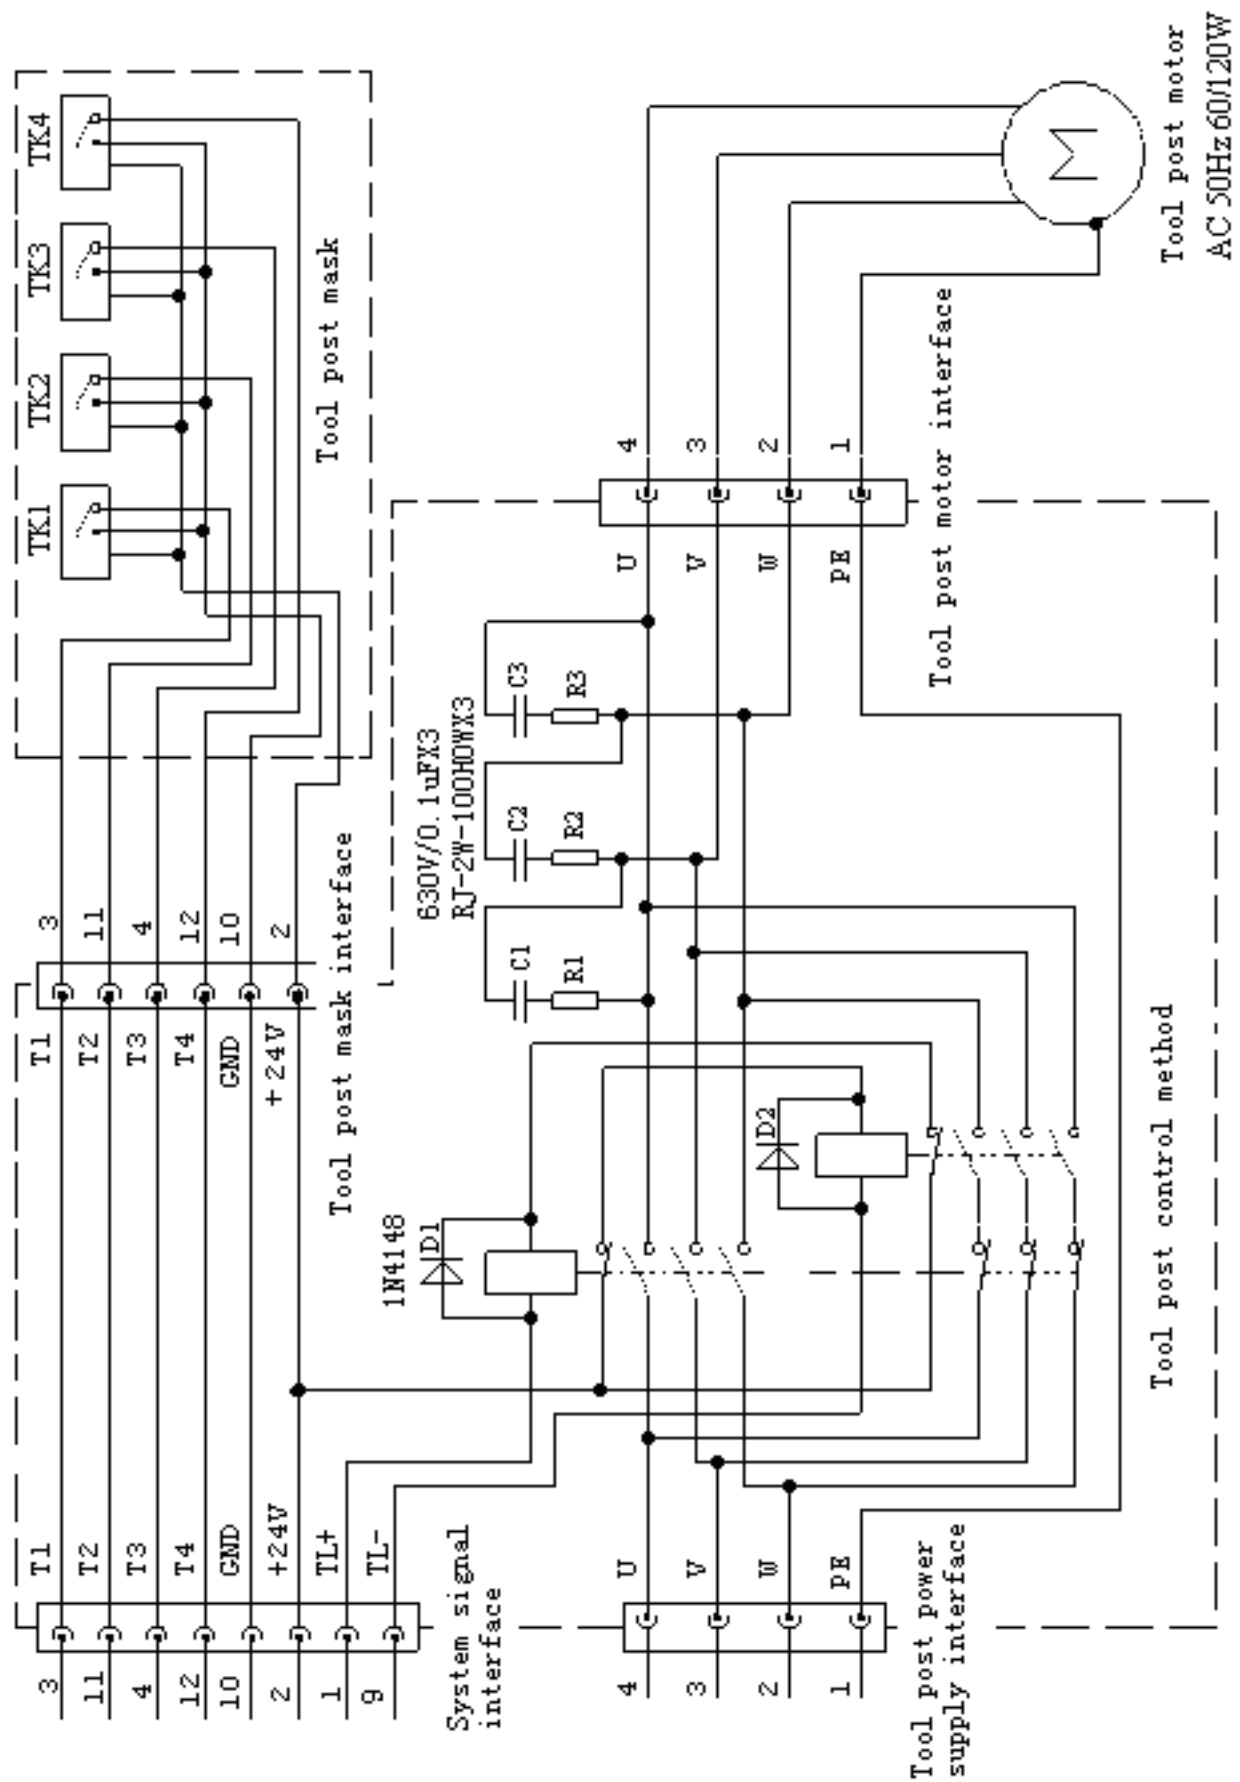 TK1
TK2
TK3
TK4
Tool post mask
3
11
4
12
10
2
T1
T2
T3
T4
GND
+24V
Tool post mask interface
T1
T2
T3
T4
GND
+24V
TL+
TL-
3
11
4
12
10
2
1
9
System signal
interface
1N4148
D1
D2
630V/0.1uFX3
RJ-2W-100HOWX3
C1
R1
C2
R2
C3
R3
U
V
W
PE
4
3
2
1
Tool post motor interface
M
Tool post motor
AC 50Hz 60/120W
Tool post control method
U
V
W
PE
4
3
2
1
Tool post power
supply interface